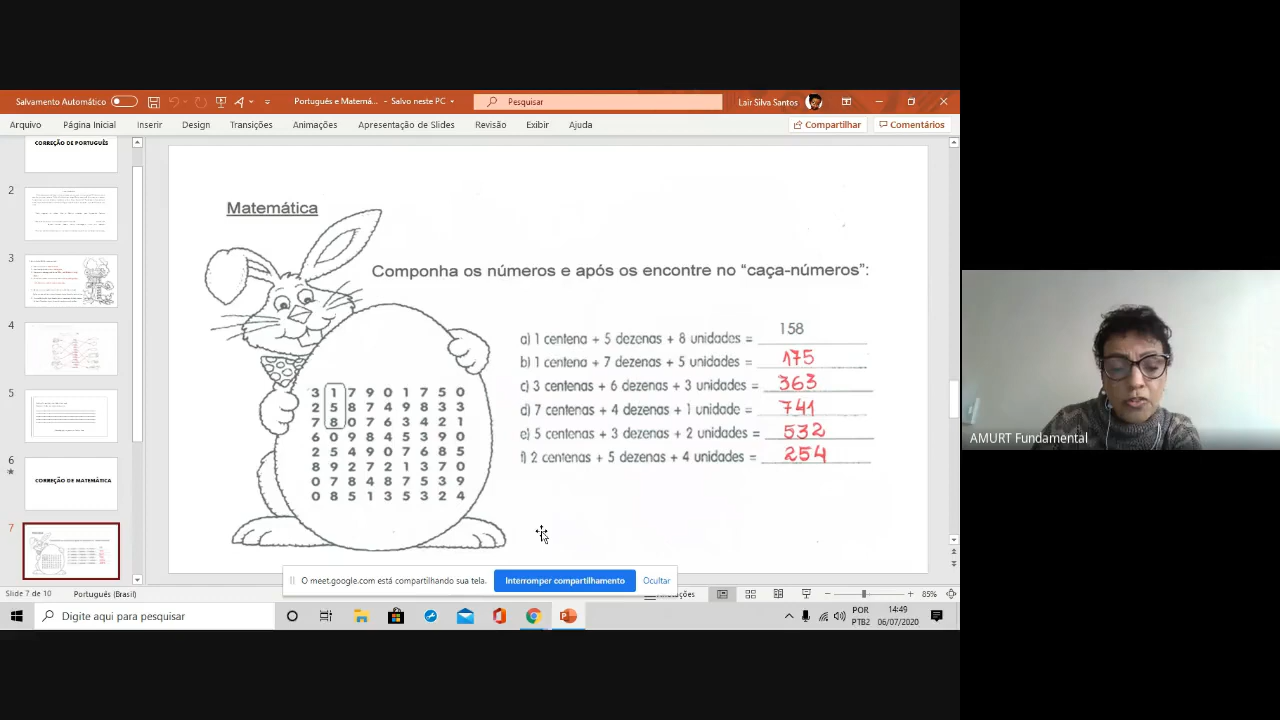 Salvamento Automático
Português e Matemá... - Salvo neste PC
Pesquisar
Lair Silva Santos
Arquivo
Página Inicial
Inserir
Design
Transições
Animações
Apresentação de Slides
Revisão
Exibir
Ajuda
Compartilhar
Comentários
CORREÇÃO DE PORTUGUÊS
2
3
4
5
6
CORREÇÃO DE MATEMÁTICA
7
Matemática
Componha os números e após os encontre no “caça-números”:
a) 1 centena + 5 dezenas + 8 unidades = 158
b) 1 centena + 7 dezenas + 5 unidades = 175
c) 3 centenas + 6 dezenas + 3 unidades = 363
d) 7 centenas + 4 dezenas + 1 unidade = 741
e) 5 centenas + 3 dezenas + 2 unidades = 532
f) 2 centenas + 5 dezenas + 4 unidades = 254
3 1 7 9 0 1 7 5 0
2 5 8 7 4 9 8 3 3
7 8 0 7 6 3 4 2 1
6 0 9 8 4 5 3 9 0
2 5 4 9 0 7 6 8 5
8 9 2 7 2 1 3 7 0
0 7 8 4 8 7 5 3 9
0 8 5 1 3 5 3 2 4
O meet.google.com está compartilhando sua tela.
Interromper compartilhamento
Ocultar
Slide 7 de 10
Português (Brasil)
85%
Digite aqui para pesquisar
POR
PTB2
14:49
06/07/2020
AMURT Fundamental